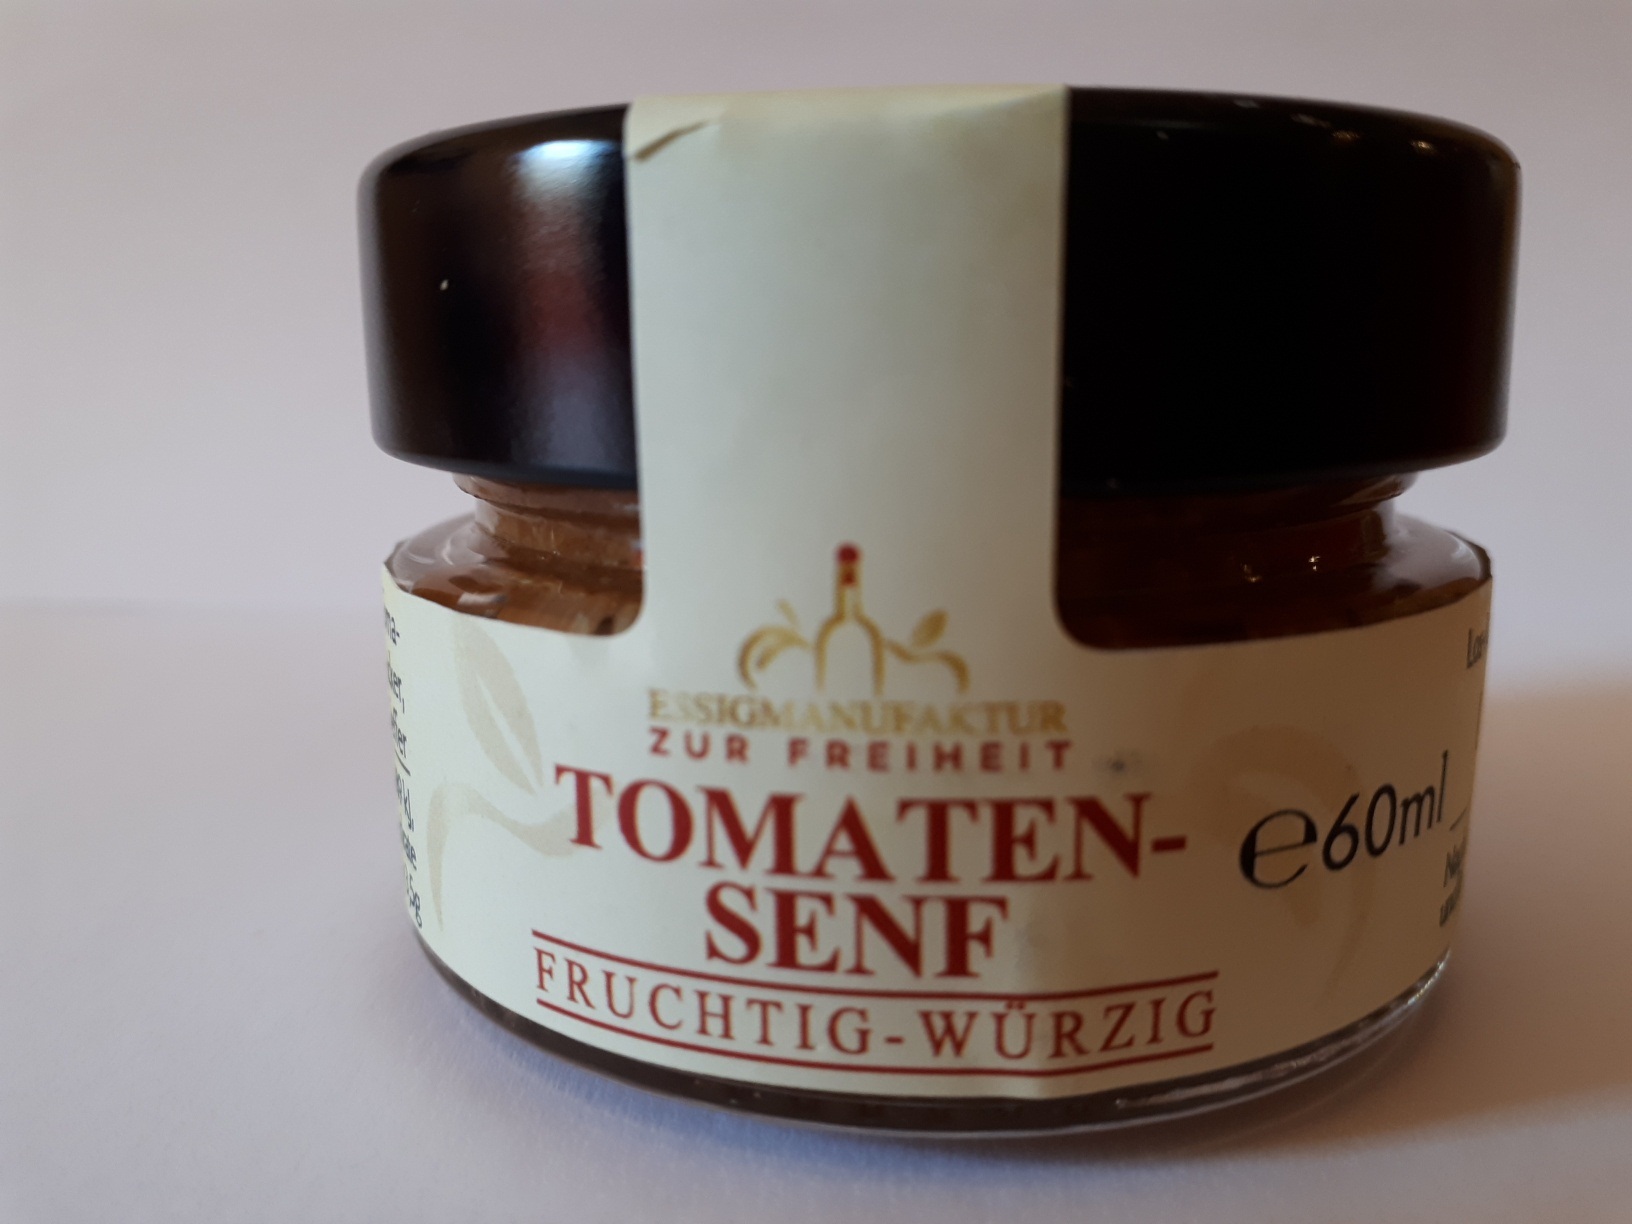 ESSIGMANUFAKTUR
ZUR FREIHEIT
TOMATEN-
SENF
FRUCHTIG-WÜRZIG
℮60ml